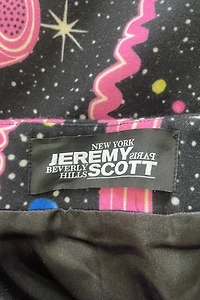 NEW YORK
JEREMY PARIS
BEVERLY SCOTT
HILLS